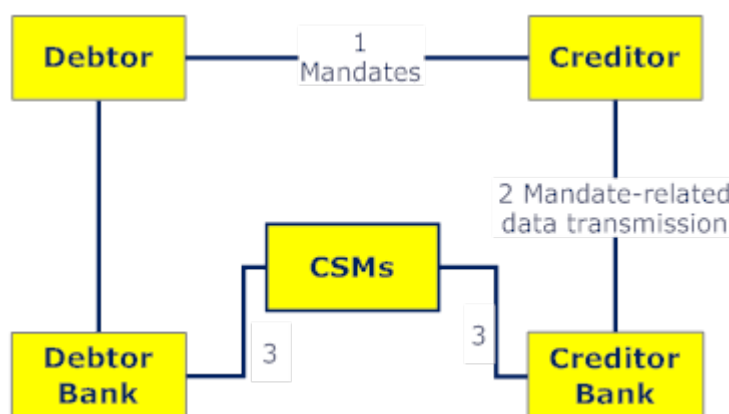 Debtor
1
Mandates
Creditor
2 Mandate-related
data transmission
CSMs
3
3
Debtor
Bank
Creditor
Bank